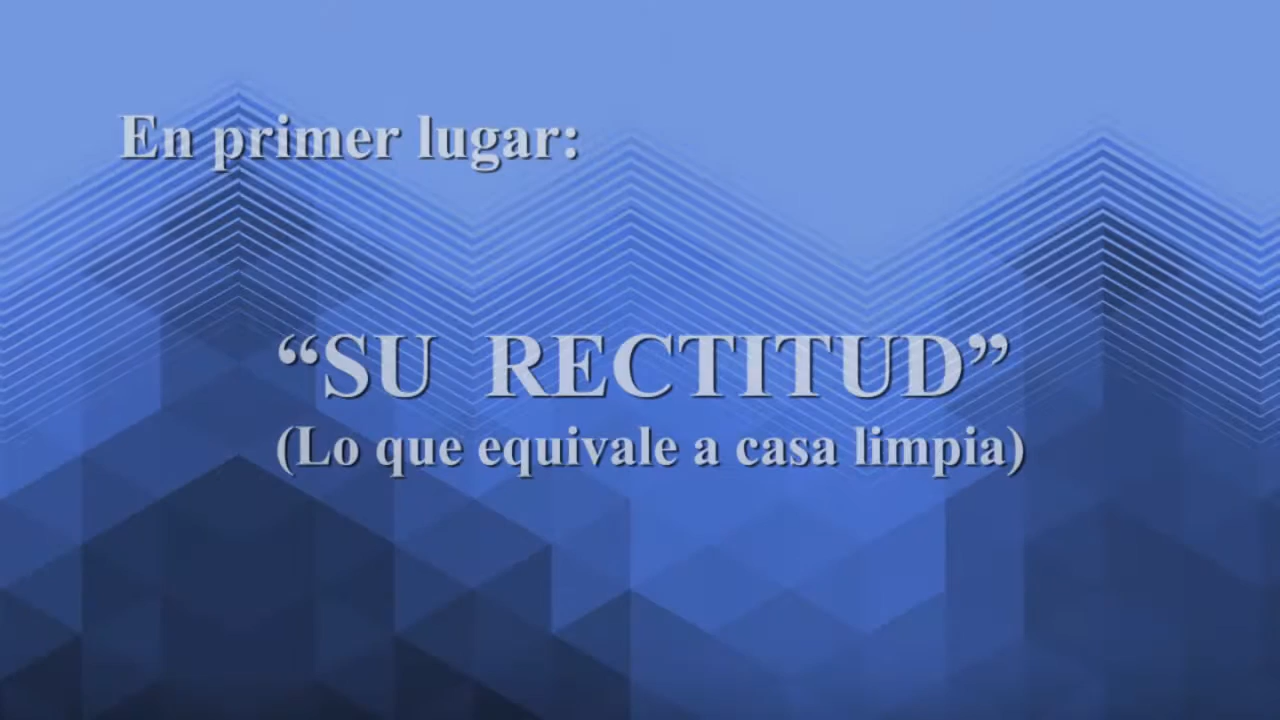 En primer lugar:
“SU RECTITUD”
(Lo que equivale a casa limpia)